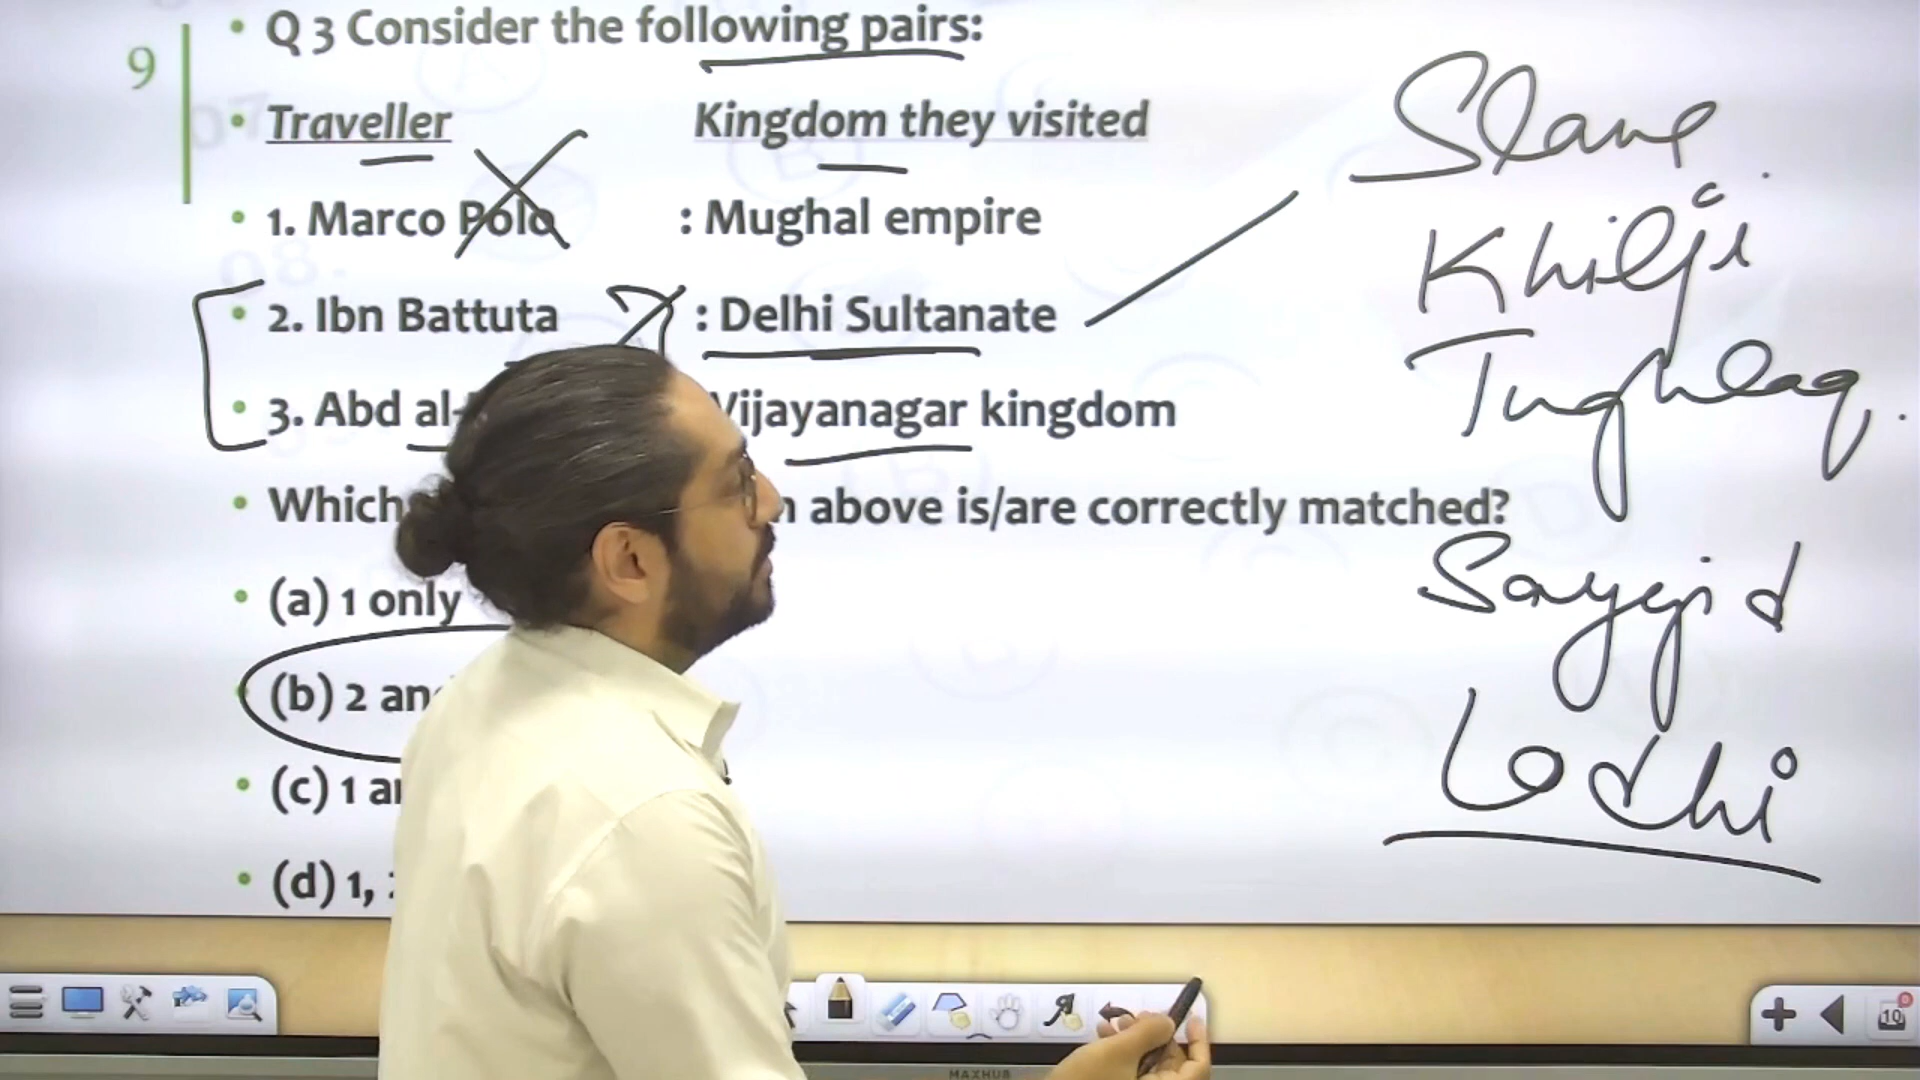 9
• Q 3 Consider the following pairs:
• Traveller Kingdom they visited
• 1. Marco Polo : Mughal empire
• 2. Ibn Battuta : Delhi Sultanate
• 3. Abd al- Vijayanagar kingdom
• Which above is/are correctly matched?
• (a) 1 only
(b) 2 an
• (c) 1 a
• (d) 1,
Slave
Khilji
Tughlaq.
Sayyid
Lodhi
MAXHUB
10